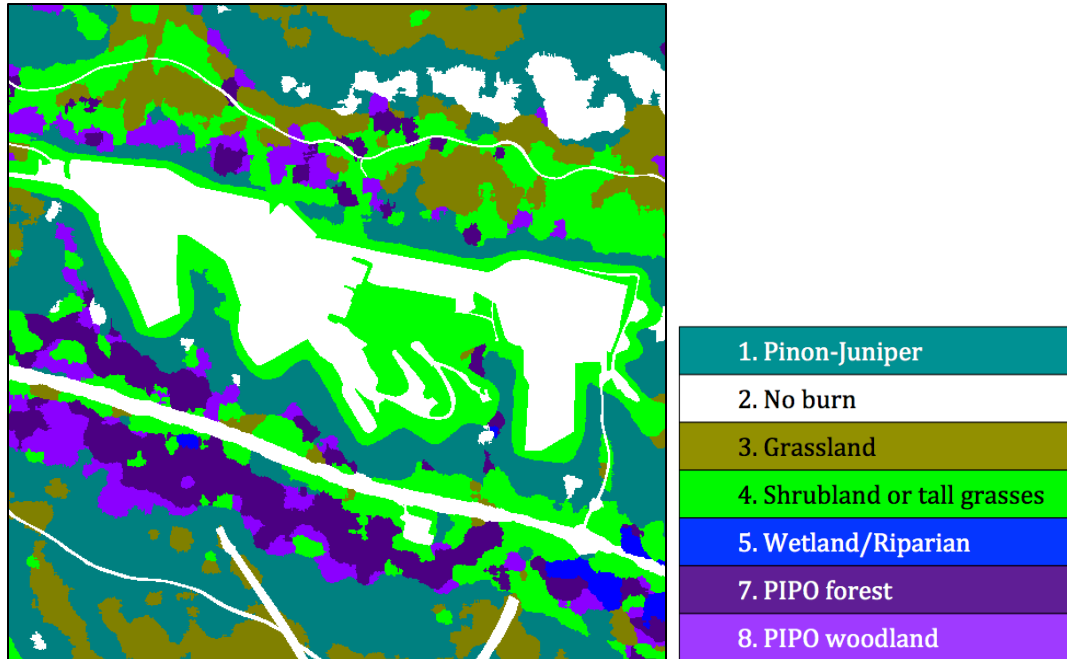 1. Pinon-Juniper
2. No burn
3. Grassland
4. Shrubland or tall grasses
5. Wetland/Riparian
7. PIPO forest
8. PIPO woodland